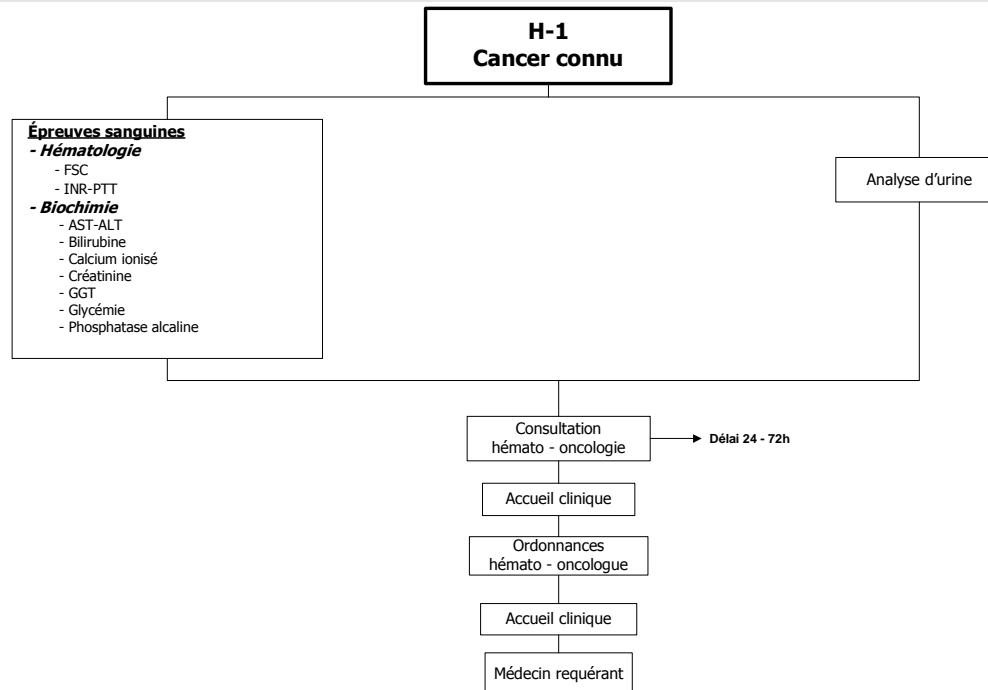 H-1
Cancer connu
Épreuves sanguines
- Hématologie
- FSC
- INR-PTT
- Biochimie
- AST-ALT
- Bilirubine
- Calcium ionisé
- Créatinine
- GGT
- Glycémie
- Phosphatase alcaline
Analyse d'urine
Consultation
hémato - oncologie
Délai 24 - 72h
Accueil clinique
Ordonnances
hémato - oncologue
Accueil clinique
Médecin requérant